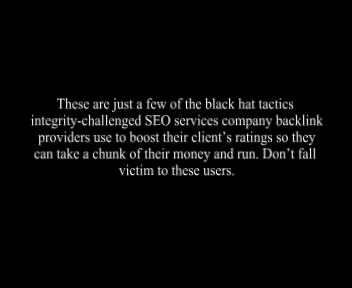 These are just a few of the black hat tactics
integrity-challenged SEO services company backlink
providers use to boost their client’s ratings so they
can take a chunk of their money and run. Don’t fall
victim to these users.